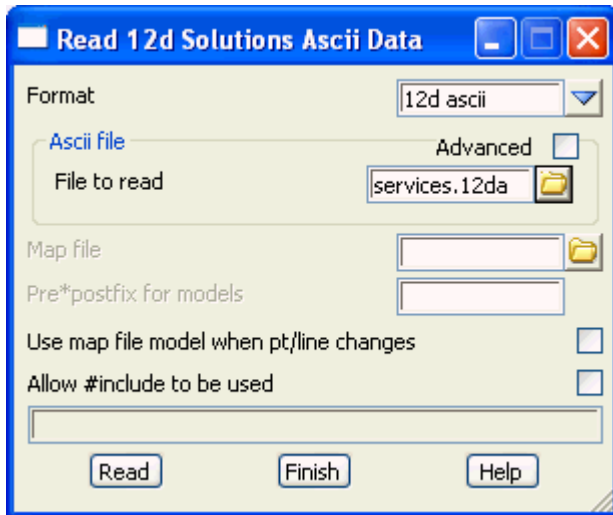 Read 12d Solutions Ascii Data
Format 12d ascii
Ascii file
Advanced
File to read services.12da
Map file
Pre*postfix for models
Use map file model when pt/line changes
Allow #include to be used
Read Finish Help